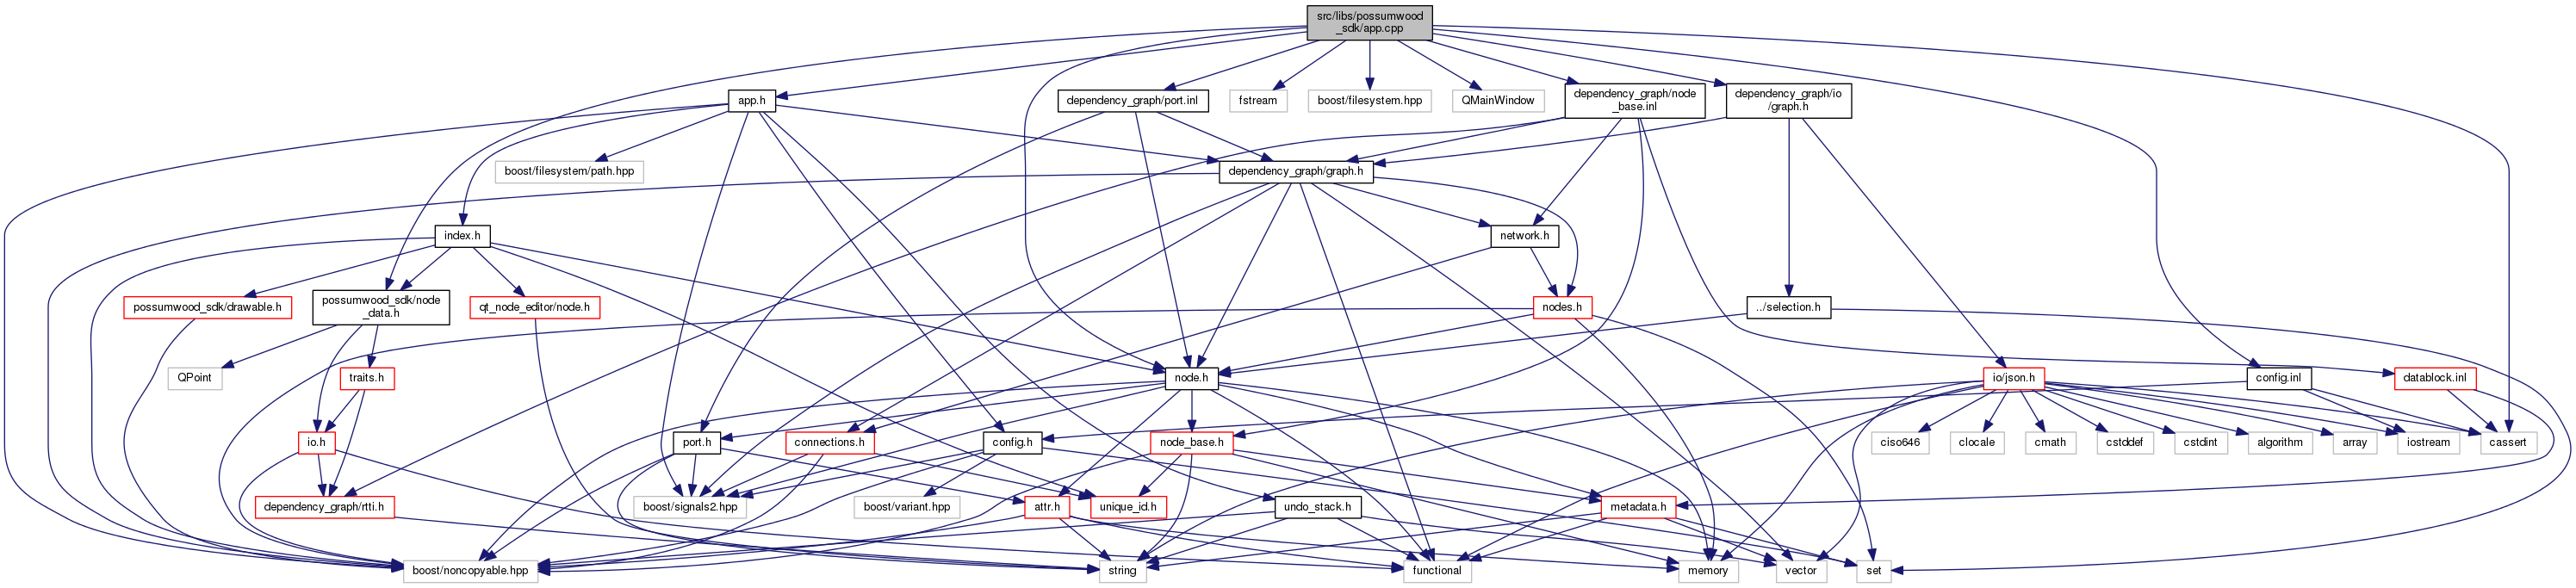 src/libs/possumwood
_sdk/app.cpp
app.h
dependency_graph/port.inl
fstream
boost/filesystem.hpp
QMainWindow
dependency_graph/node
_base.inl
dependency_graph/io
/graph.h
boost/filesystem/path.hpp
dependency_graph/graph.h
index.h
network.h
possumwood_sdk/drawable.h
possumwood_sdk/node
_data.h
qt_node_editor/node.h
nodes.h
../selection.h
QPoint
traits.h
node.h
io/json.h
config.inl
datablock.inl
io.h
port.h
connections.h
config.h
node_base.h
ciso646
clocale
cmath
cstddef
cstdint
algorithm
array
iostream
cassert
dependency_graph/rtti.h
boost/signals2.hpp
boost/variant.hpp
attr.h
unique_id.h
undo_stack.h
metadata.h
boost/noncopyable.hpp
string
functional
memory
vector
set